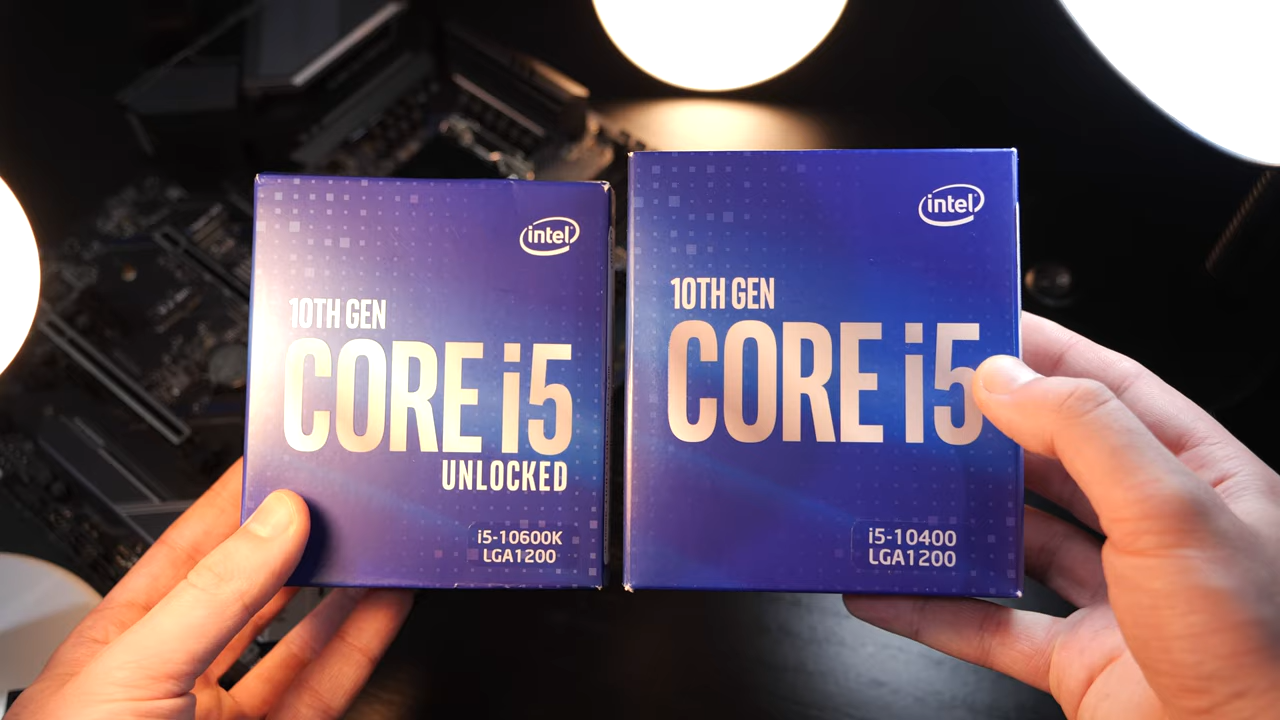 intel
10TH GEN
CORE i5
UNLOCKED
i5-10600K
LGA1200
intel
10TH GEN
CORE i5
i5-10400
LGA1200